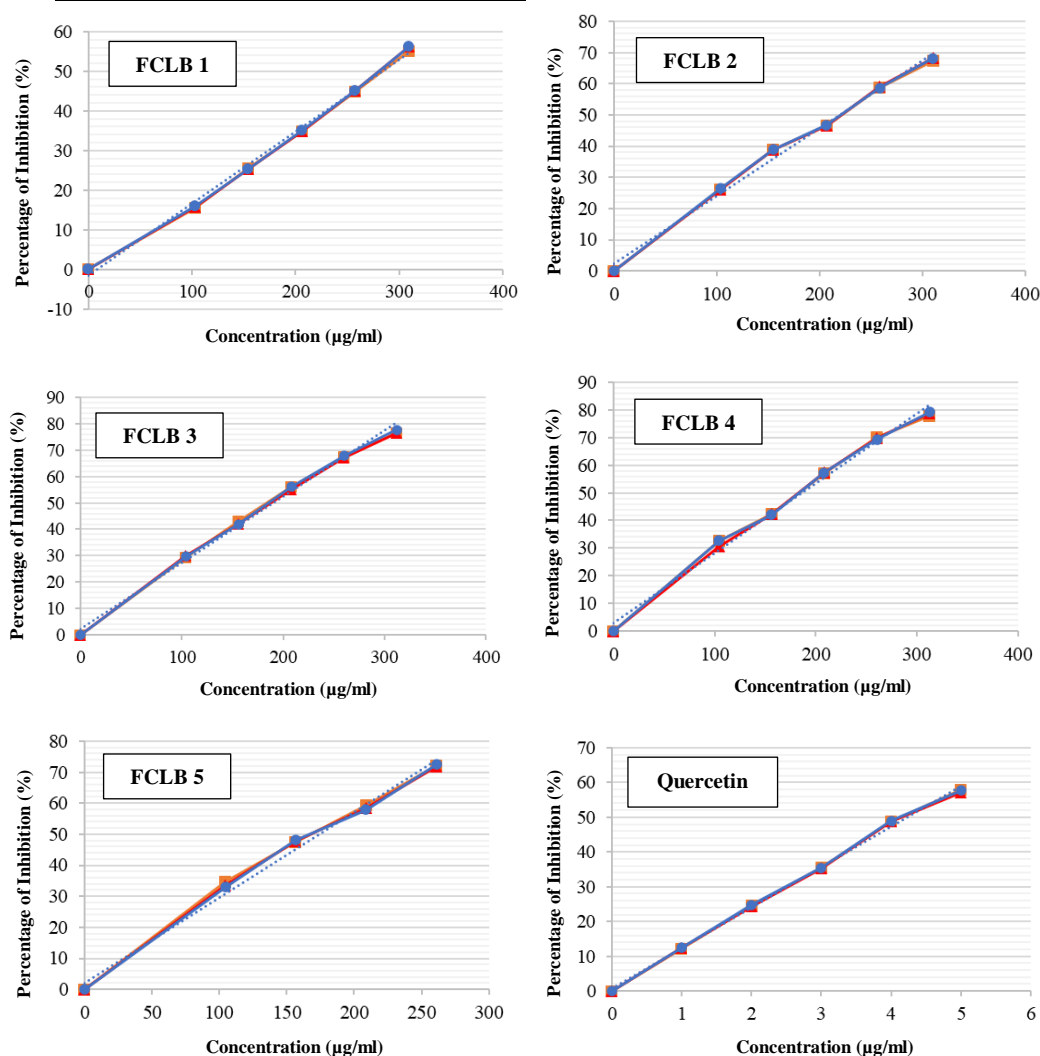 FCLB 1
Percentage of Inhibition (%)
60
50
40
30
20
10
0
-10
0 100 200 300 400
Concentration (µg/ml)
FCLB 2
Percentage of Inhibition (%)
80
70
60
50
40
30
20
10
0
0 100 200 300 400
Concentration (µg/ml)
FCLB 3
Percentage of Inhibition (%)
90
80
70
60
50
40
30
20
10
0
0 100 200 300 400
Concentration (µg/ml)
FCLB 4
Percentage of Inhibition (%)
90
80
70
60
50
40
30
20
10
0
0 100 200 300 400
Concentration (µg/ml)
FCLB 5
Percentage of Inhibition (%)
80
70
60
50
40
30
20
10
0
0 50 100 150 200 250 300
Concentration (µg/ml)
Quercetin
Percentage of Inhibition (%)
70
60
50
40
30
20
10
0
0 1 2 3 4 5 6
Concentration (µg/ml)